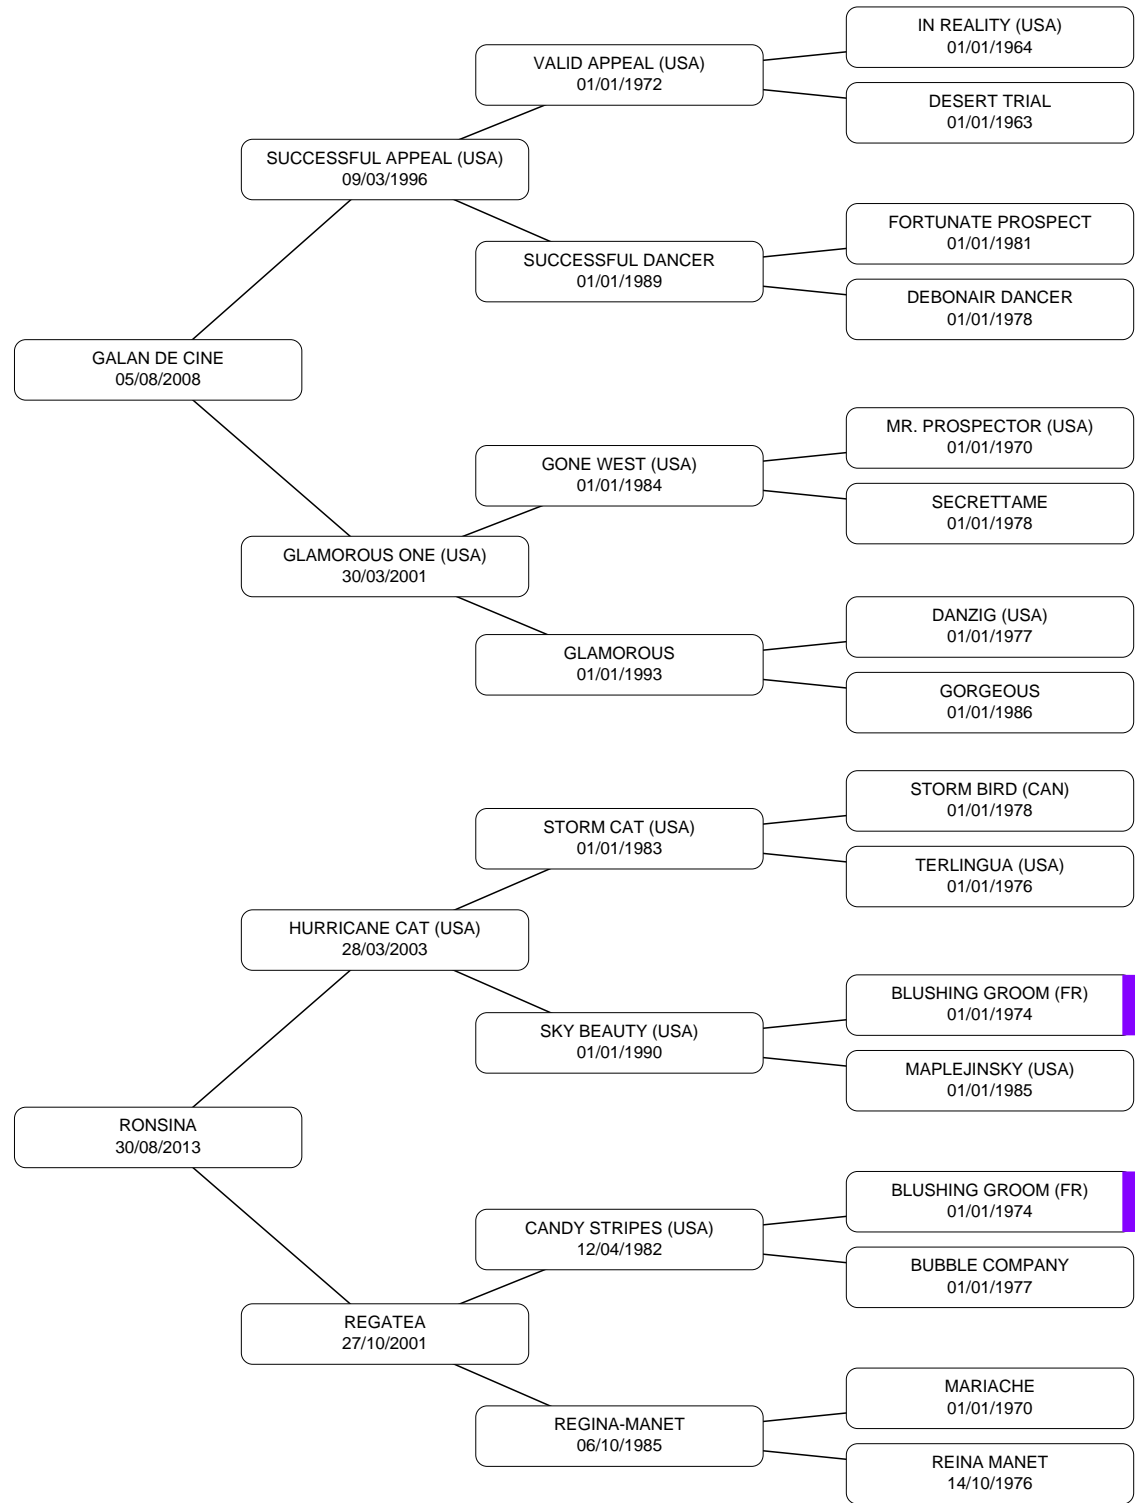 IN REALITY (USA)
01/01/1964
VALID APPEAL (USA)
01/01/1972
DESERT TRIAL
01/01/1963
SUCCESSFUL APPEAL (USA)
09/03/1996
FORTUNATE PROSPECT
01/01/1981
SUCCESSFUL DANCER
01/01/1989
DEBONAIR DANCER
01/01/1978
GALAN DE CINE
05/08/2008
MR. PROSPECTOR (USA)
01/01/1970
GONE WEST (USA)
01/01/1984
SECRETTAME
01/01/1978
GLAMOROUS ONE (USA)
30/03/2001
DANZIG (USA)
01/01/1977
GLAMOROUS
01/01/1993
GORGEOUS
01/01/1986
STORM BIRD (CAN)
01/01/1978
STORM CAT (USA)
01/01/1983
TERLINGUA (USA)
01/01/1976
HURRICANE CAT (USA)
28/03/2003
BLUSHING GROOM (FR)
01/01/1974
SKY BEAUTY (USA)
01/01/1990
MAPLEJINSKY (USA)
01/01/1985
RONSINA
30/08/2013
BLUSHING GROOM (FR)
01/01/1974
CANDY STRIPES (USA)
12/04/1982
BUBBLE COMPANY
01/01/1977
REGATEA
27/10/2001
MARIACHE
01/01/1970
REGINA-MANET
06/10/1985
REINA MANET
14/10/1976